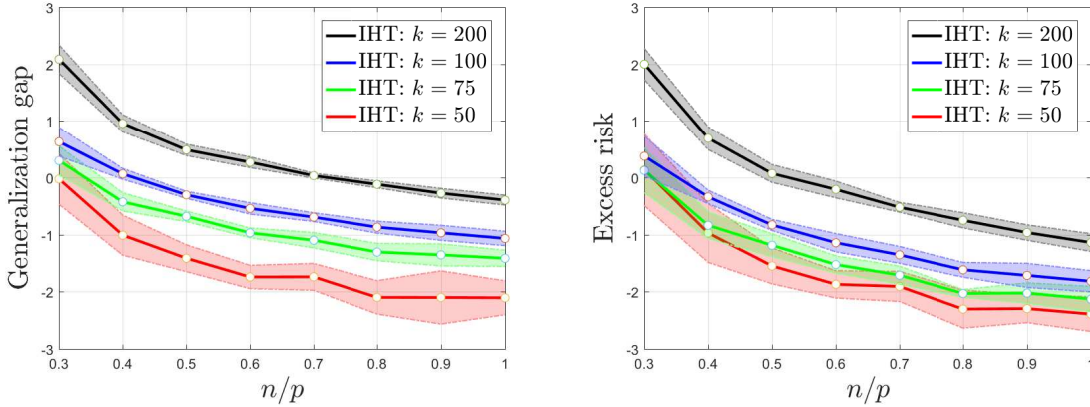 Generalization gap
3
2
1
0
-1
-2
-3
0.3 0.4 0.5 0.6 0.7 0.8 0.9 1
n/p
IHT: k = 200
IHT: k = 100
IHT: k = 75
IHT: k = 50
Excess risk
3
2
1
0
-1
-2
-3
0.3 0.4 0.5 0.6 0.7 0.8 0.9 1
n/p
IHT: k = 200
IHT: k = 100
IHT: k = 75
IHT: k = 50